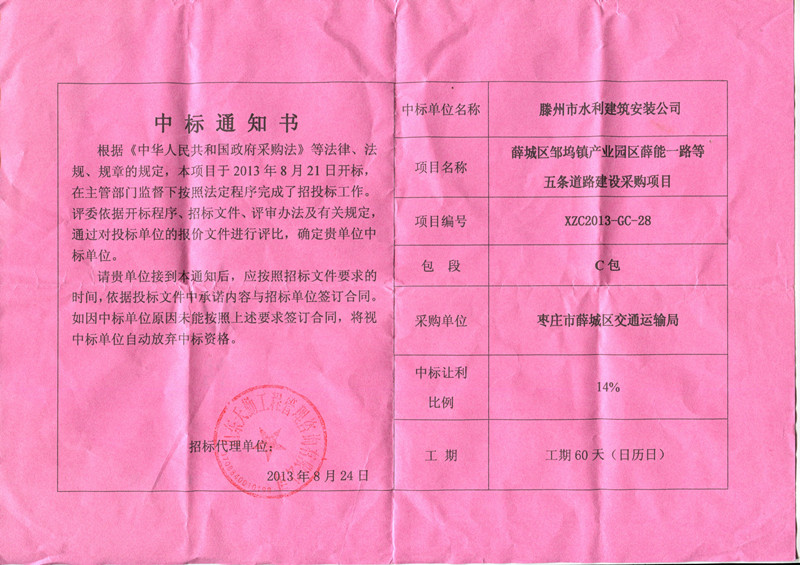 中标通知书
根据《中华人民共和国政府采购法》等法律、法
规、规章的规定，本项目于2013年8月21日开标，
在主管部门监督下按照法定程序完成了招投标工作。
评委依据开标程序、招标文件、评审办法及有关规定，
通过对投标单位的报价文件进行评比，确定贵单位中
标单位。
请贵单位接到本通知后，应按照招标文件要求的
时间，依据投标文件中承诺内容与招标单位签订合同。
如因中标单位原因未能按照上述要求签订合同，将视
中标单位自动放弃中标资格。
招标代理单位：
2013年8月24日
中标单位名称 滕州市水利建筑安装公司
项目名称 薛城区邹坞镇产业园区薛能一路等
五条道路建设采购项目
项目编号 XZC2013-GC-28
包 段 C包
采购单位 枣庄市薛城区交通运输局
中标让利
比例 14%
工 期 工期60天（日历日）